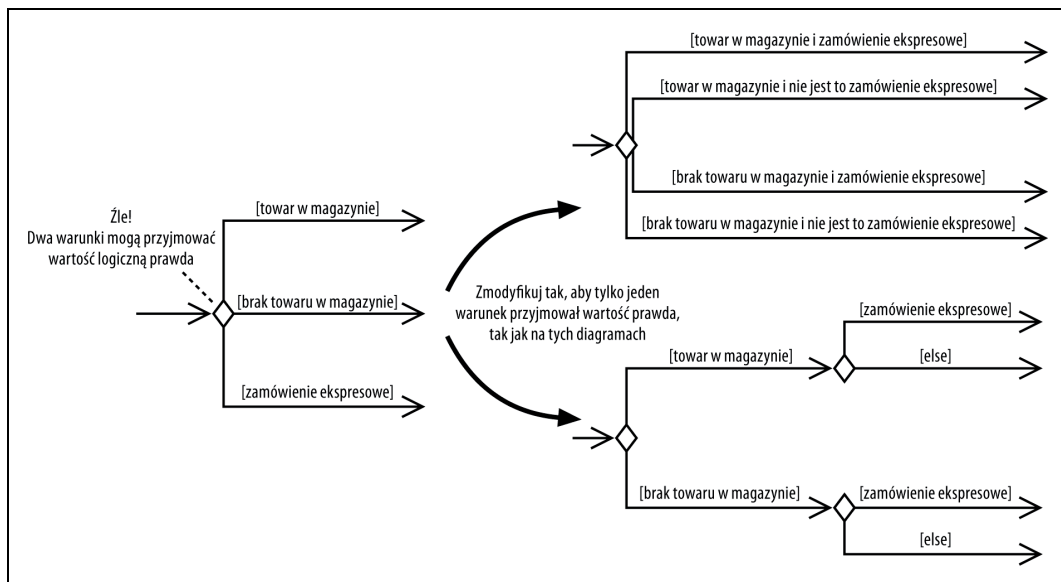 Źle!
Dwa warunki mogą przyjmować
wartość logiczną prawda
[towar w magazynie]
[brak towaru w magazynie]
[zamówienie ekspresowe]
Zmodyfikuj tak, aby tylko jeden
warunek przyjmował wartość prawda,
tak jak na tych diagramach
[towar w magazynie i zamówienie ekspresowe]
[towar w magazynie i nie jest to zamówienie ekspresowe]
[brak towaru w magazynie i zamówienie ekspresowe]
[brak towaru w magazynie i nie jest to zamówienie ekspresowe]
[towar w magazynie]
[zamówienie ekspresowe]
[else]
[brak towaru w magazynie]
[zamówienie ekspresowe]
[else]